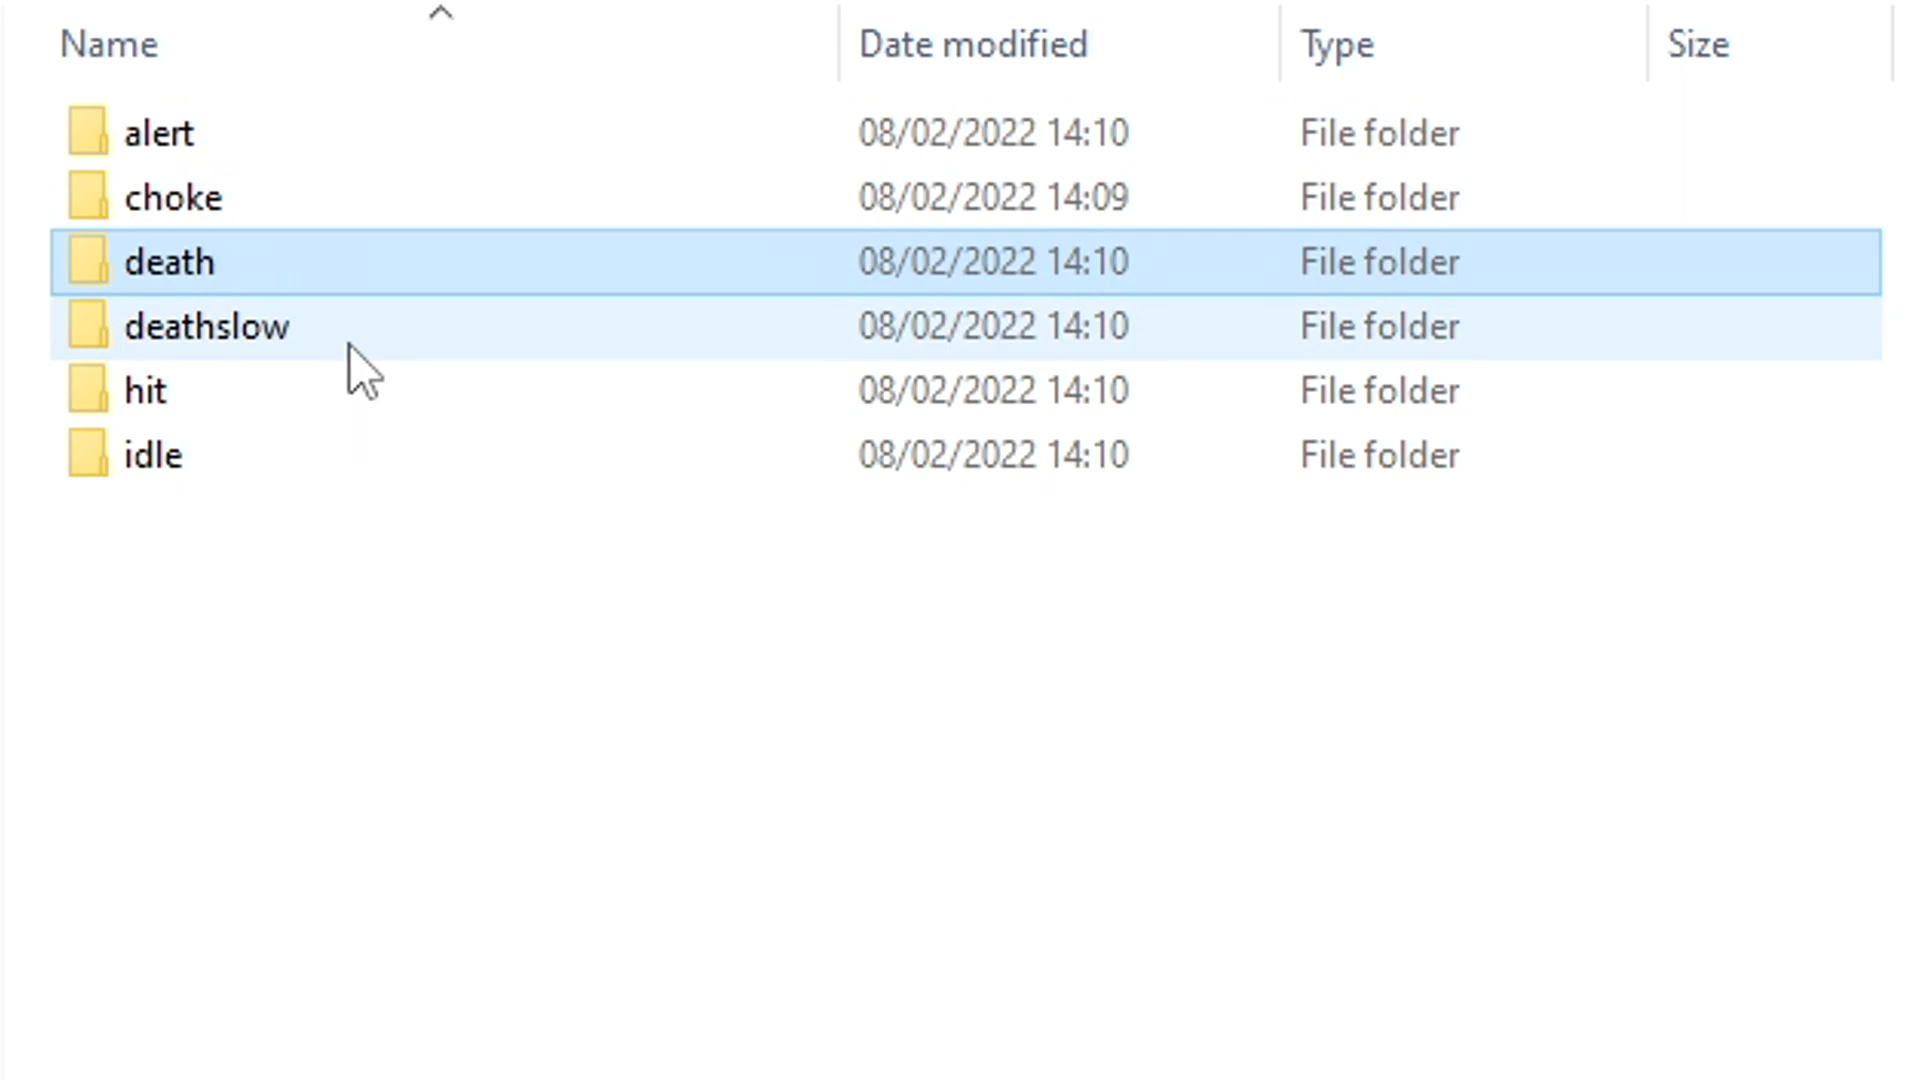 Name Date modified Type Size
alert 08/02/2022 14:10 File folder
choke 08/02/2022 14:09 File folder
death 08/02/2022 14:10 File folder
deathslow 08/02/2022 14:10 File folder
hit 08/02/2022 14:10 File folder
idle 08/02/2022 14:10 File folder